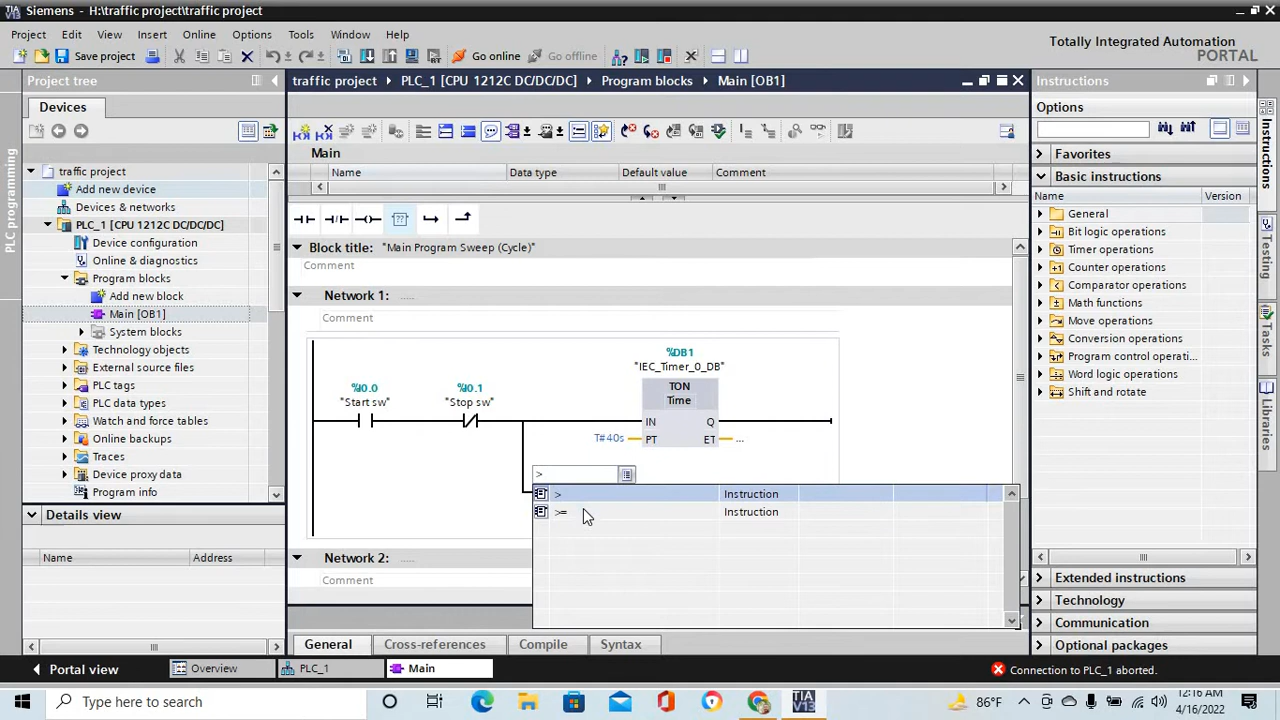 Siemens - H:\traffic project\traffic project
Project Edit View Insert Online Options Tools Window Help
Totally Integrated Automation
PORTAL
Save project
Go online
Go offline
Project tree
Devices
traffic project
Add new device
Devices & networks
PLC_1 [CPU 1212C DC/DC/DC]
Device configuration
Online & diagnostics
Program blocks
Add new block
Main [OB1]
System blocks
Technology objects
External source files
PLC tags
PLC data types
Watch and force tables
Online backups
Traces
Device proxy data
Program info
Details view
Name Address
PLC programming
traffic project PLC_1 [CPU 1212C DC/DC/DC] Program blocks Main [OB1]
Main
Name Data type Default value Comment
??
Block title: "Main Program Sweep (Cycle)"
Comment
Network 1: .....
Comment
%DB1
"IEC_Timer_0_DB"
%I0.0 %I0.1 TON
"Start sw" "Stop sw" Time
IN Q
T#40s PT ET ...
>
> Instruction
>= Instruction
Network 2: .....
Comment
General Cross-references Compile Syntax
Instructions
Options
Favorites
Basic instructions
Name Version
General
Bit logic operations
Timer operations
Counter operations
Comparator operations
Math functions
Move operations
Conversion operations
Program control operati...
Word logic operations
Shift and rotate
Extended instructions
Technology
Communication
Optional packages
Instructions
Testing
Tasks
Libraries
Portal view Overview PLC_1 Main
Connection to PLC_1 aborted.
Type here to search
86°F
12:16 AM
4/16/2022